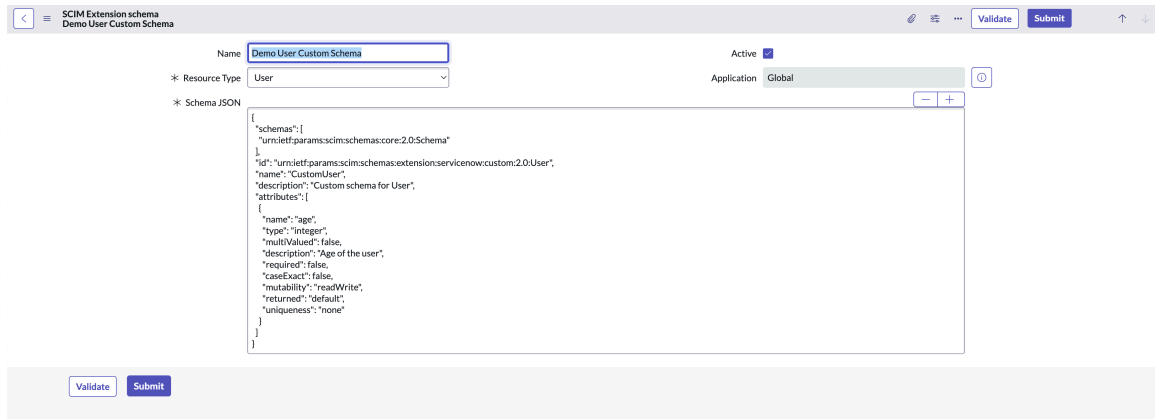 SCIM Extension schema
Demo User Custom Schema
Validate
Submit
Name
Demo User Custom Schema
Active
Resource Type
User
Application
Global
Schema JSON
{
"schemas": [
"urn:ietf:params:scim:schemas:core:2.0:Schema"
],
"id": "urn:ietf:params:scim:schemas:extension:servicenow:custom:2.0:User",
"name": "CustomUser",
"description": "Custom schema for User",
"attributes": [
{
"name": "age",
"type": "integer",
"multiValued": false,
"description": "Age of the user",
"required": false,
"caseExact": false,
"mutability": "readWrite",
"returned": "default",
"uniqueness": "none"
}
]
}
Validate
Submit